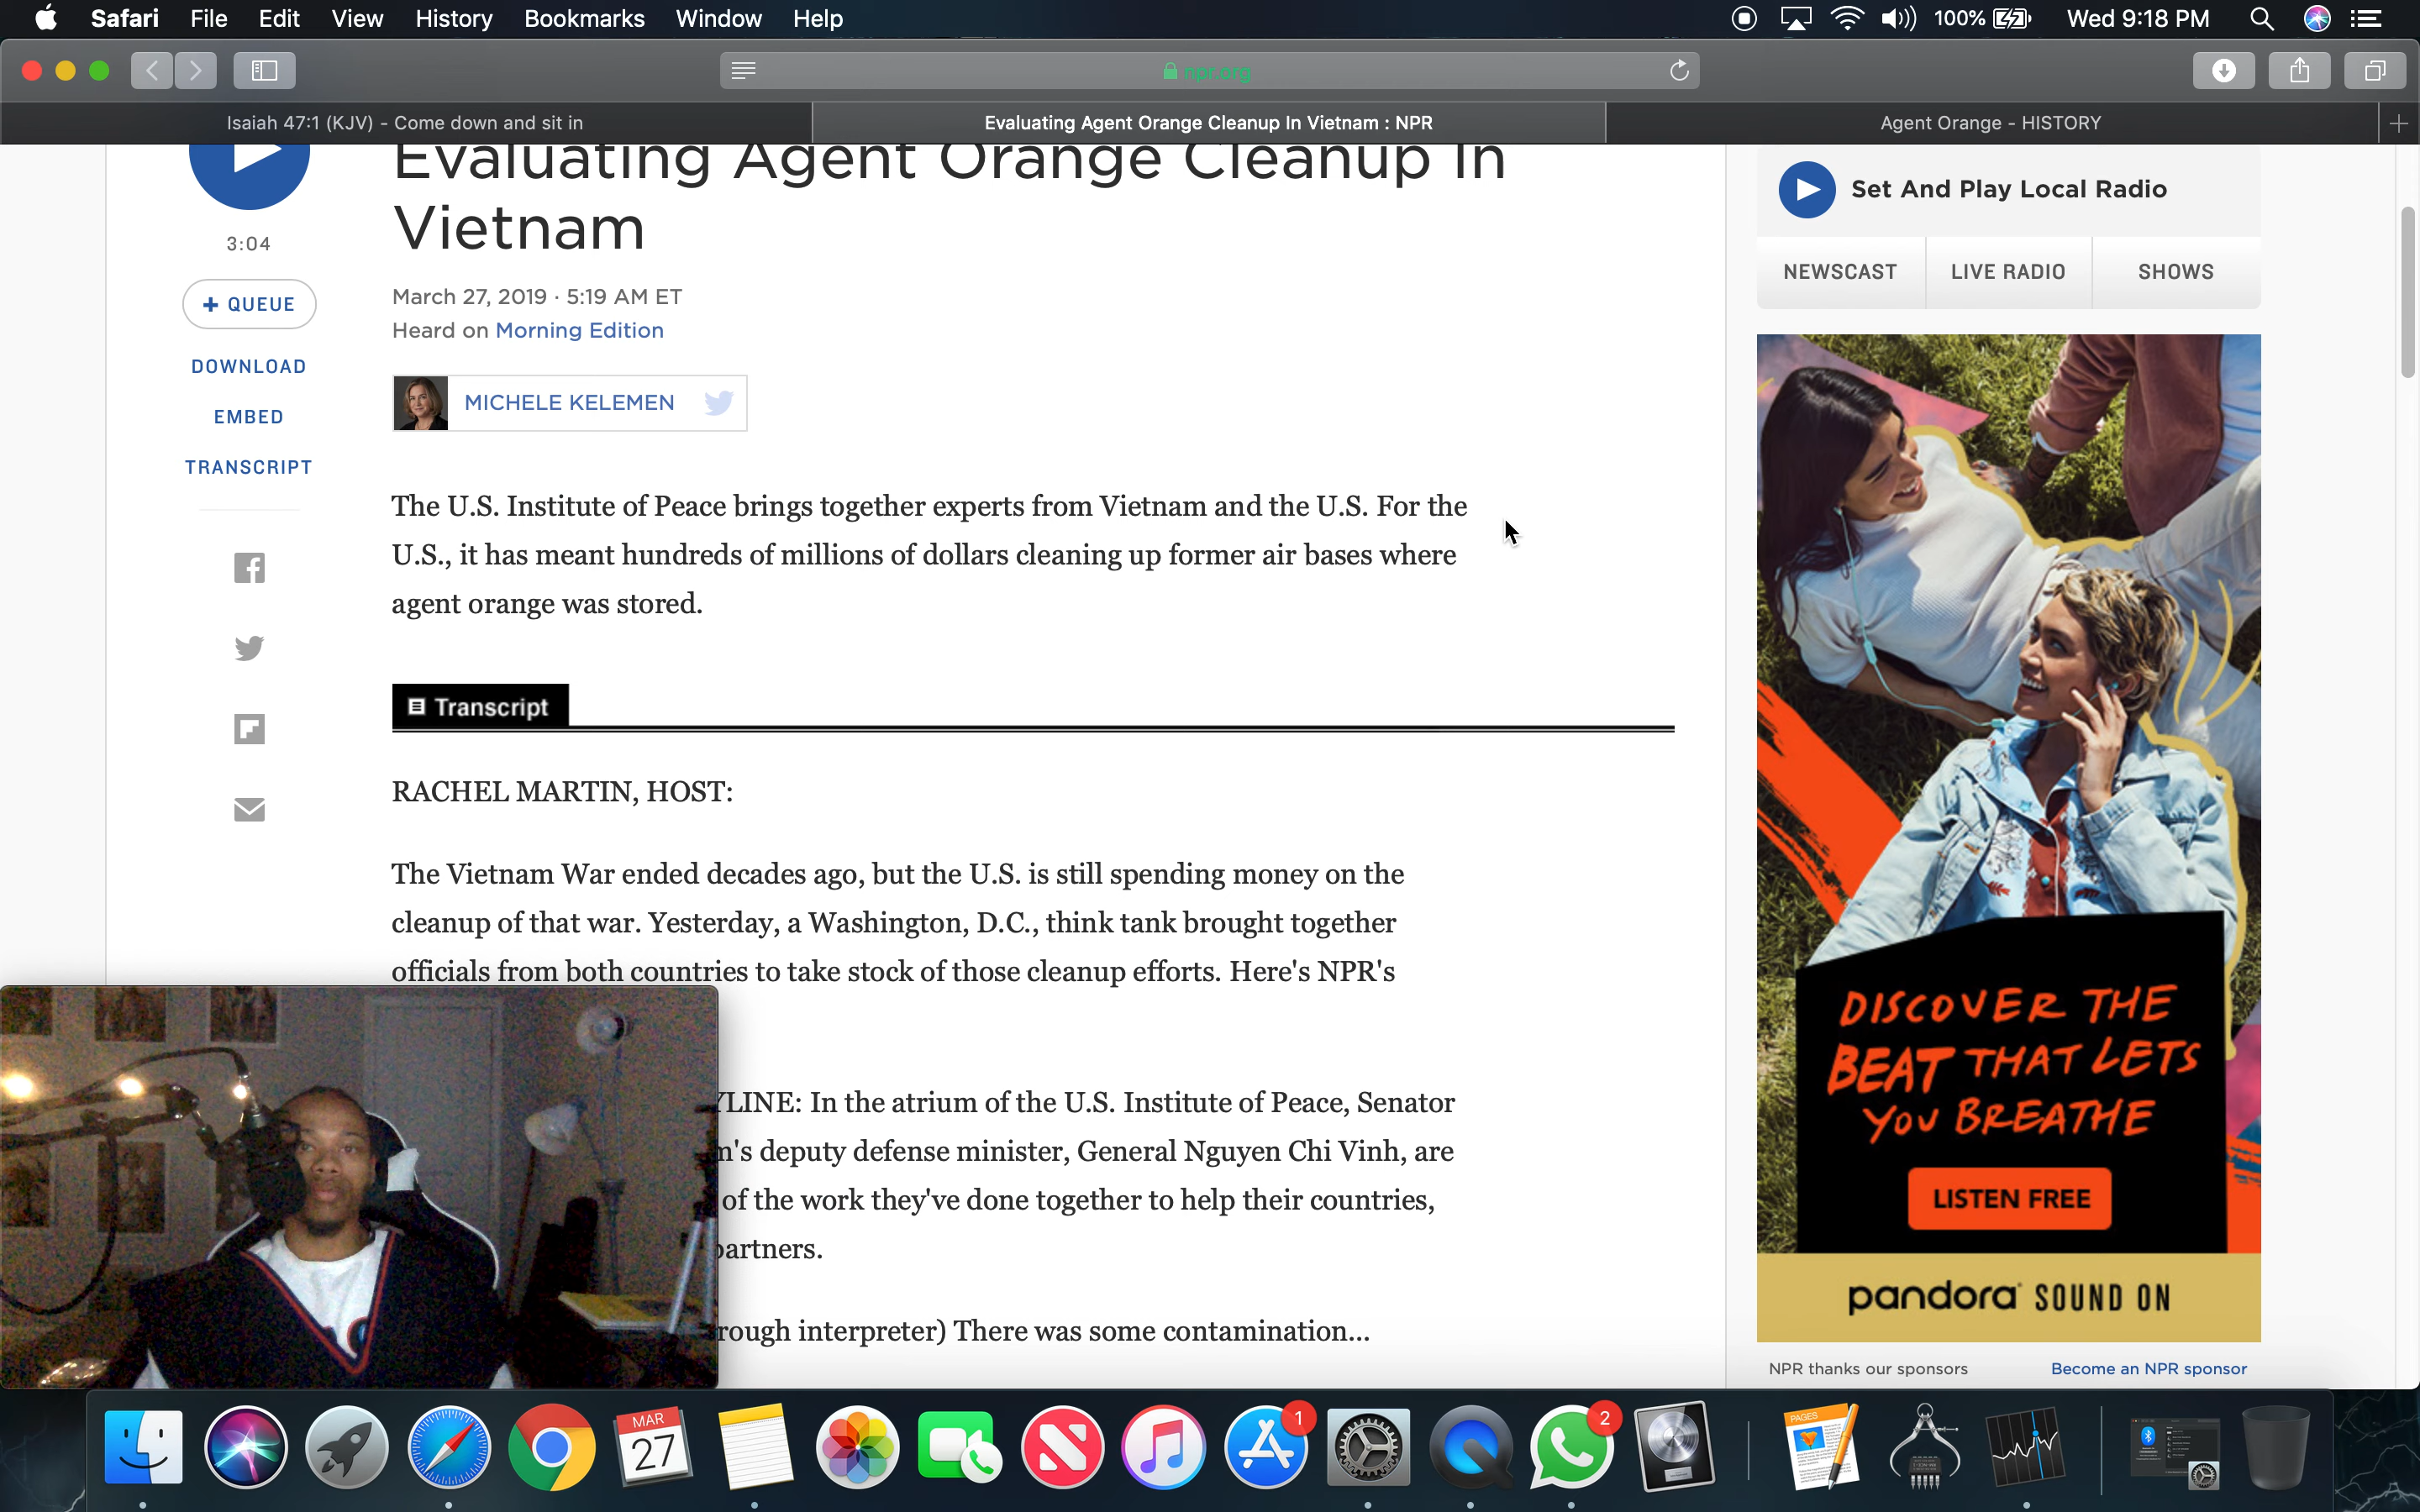 Safari File Edit View History Bookmarks Window Help
100% Wed 9:18 PM
npr.org
Isaiah 47:1 (KJV) - Come down and sit in
Evaluating Agent Orange Cleanup In Vietnam : NPR
Agent Orange - HISTORY
Evaluating Agent Orange Cleanup In
Vietnam
3:04
+ QUEUE
DOWNLOAD
EMBED
TRANSCRIPT
March 27, 2019 · 5:19 AM ET
Heard on Morning Edition
MICHELE KELEMEN
The U.S. Institute of Peace brings together experts from Vietnam and the U.S. For the
U.S., it has meant hundreds of millions of dollars cleaning up former air bases where
agent orange was stored.
Transcript
RACHEL MARTIN, HOST:
The Vietnam War ended decades ago, but the U.S. is still spending money on the
cleanup of that war. Yesterday, a Washington, D.C., think tank brought together
officials from both countries to take stock of those cleanup efforts. Here's NPR's
YLINE: In the atrium of the U.S. Institute of Peace, Senator
m's deputy defense minister, General Nguyen Chi Vinh, are
of the work they've done together to help their countries,
partners.
rough interpreter) There was some contamination...
Set And Play Local Radio
NEWSCAST LIVE RADIO SHOWS
DISCOVER THE
BEAT THAT LETS
YOU BREATHE
LISTEN FREE
pandora SOUND ON
NPR thanks our sponsors
Become an NPR sponsor
MAR
27
1
2
PAGES